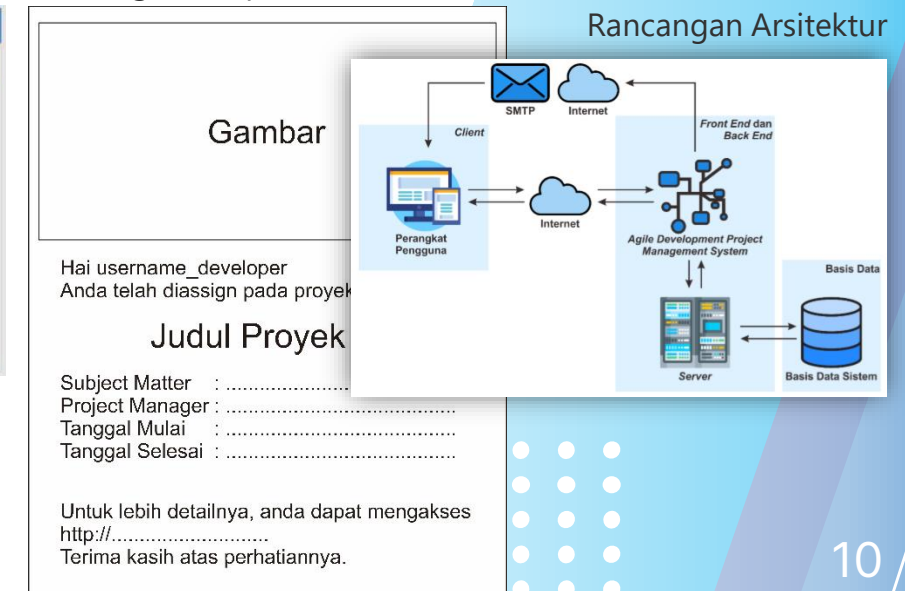 Rancangan Arsitektur
Gambar
Hai username_developer
Anda telah diassign pada proyek
Judul Proyek
Subject Matter : ......................
Project Manager : ........................................
Tanggal Mulai : ........................................
Tanggal Selesai : ........................................
Untuk lebih detailnya, anda dapat mengakses
http://............................
Terima kasih atas perhatiannya.
SMTP
Internet
Client
Front End dan
Back End
Perangkat
Pengguna
Internet
Agile Development Project
Management System
Basis Data
Server
Basis Data Sistem
10